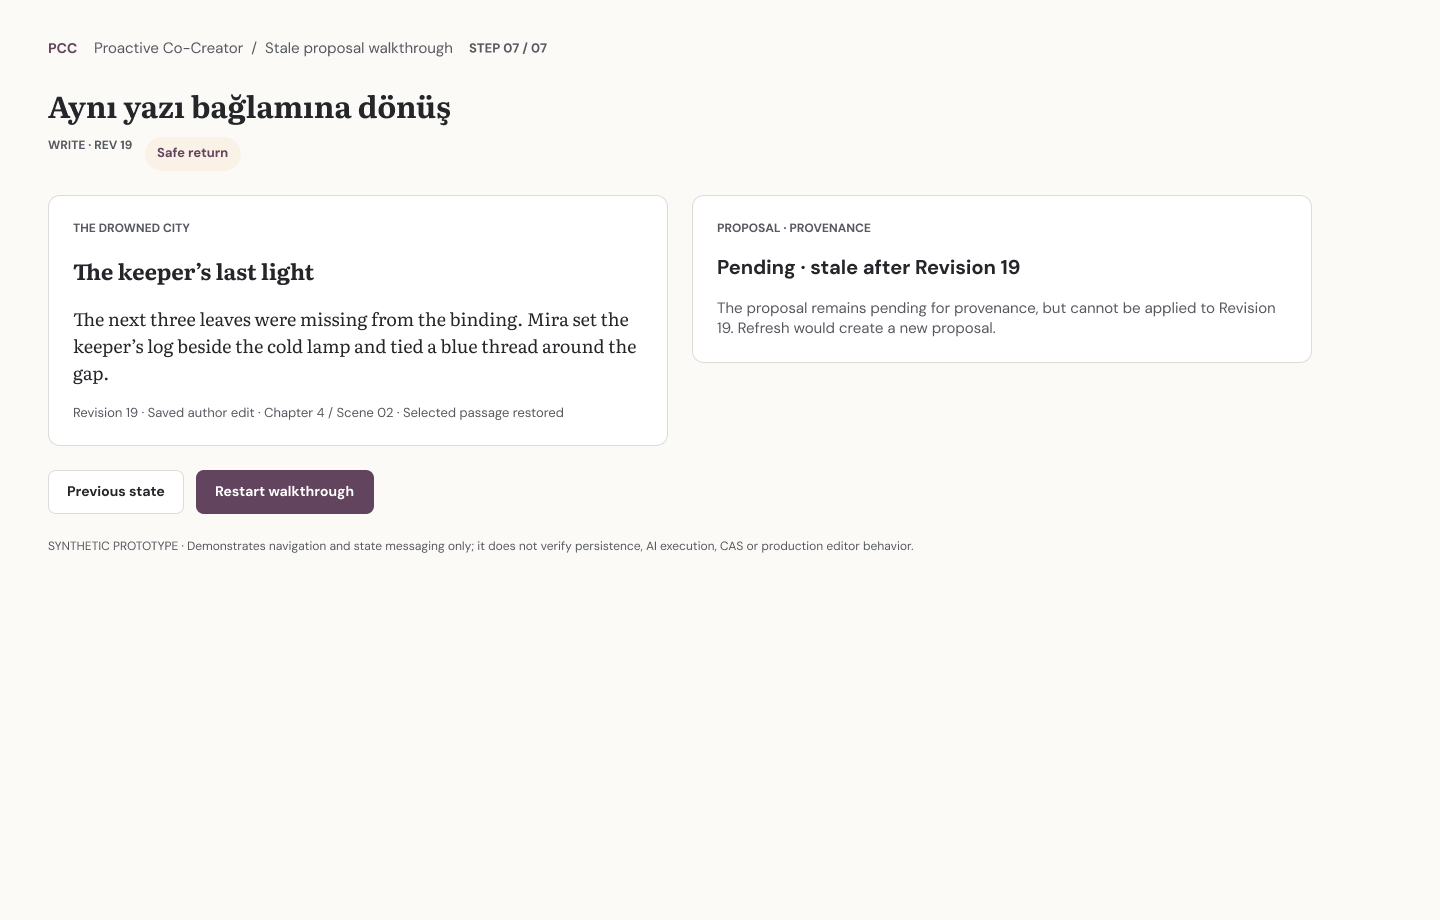 PCC Proactive Co-Creator / Stale proposal walkthrough STEP 07 / 07
Aynı yazı bağlamına dönüş
WRITE · REV 19 Safe return
THE DROWNED CITY
The keeper’s last light
The next three leaves were missing from the binding. Mira set the
keeper’s log beside the cold lamp and tied a blue thread around the
gap.
Revision 19 · Saved author edit · Chapter 4 / Scene 02 · Selected passage restored
PROPOSAL · PROVENANCE
Pending · stale after Revision 19
The proposal remains pending for provenance, but cannot be applied to Revision
19. Refresh would create a new proposal.
Previous state Restart walkthrough
SYNTHETIC PROTOTYPE · Demonstrates navigation and state messaging only; it does not verify persistence, AI execution, CAS or production editor behavior.